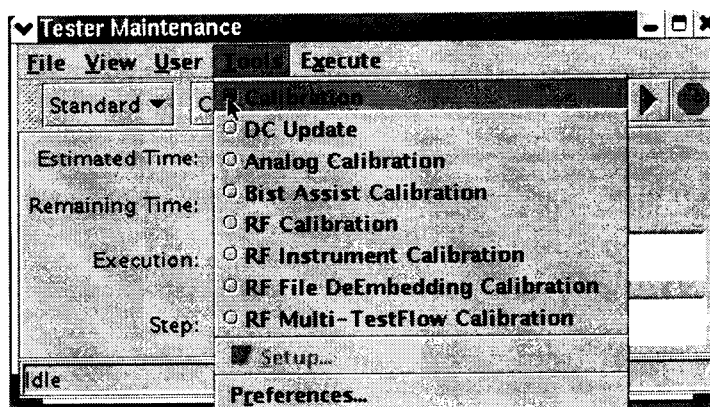 Tester Maintenance
File View User Tools Execute
Standard
Calibration
DC Update
Estimated Time:
Analog Calibration
Bist Assist Calibration
Remaining Time:
RF Calibration
Execution:
RF Instrument Calibration
RF File DeEmbedding Calibration
Step:
RF Multi-TestFlow Calibration
Setup...
Idle
Preferences...